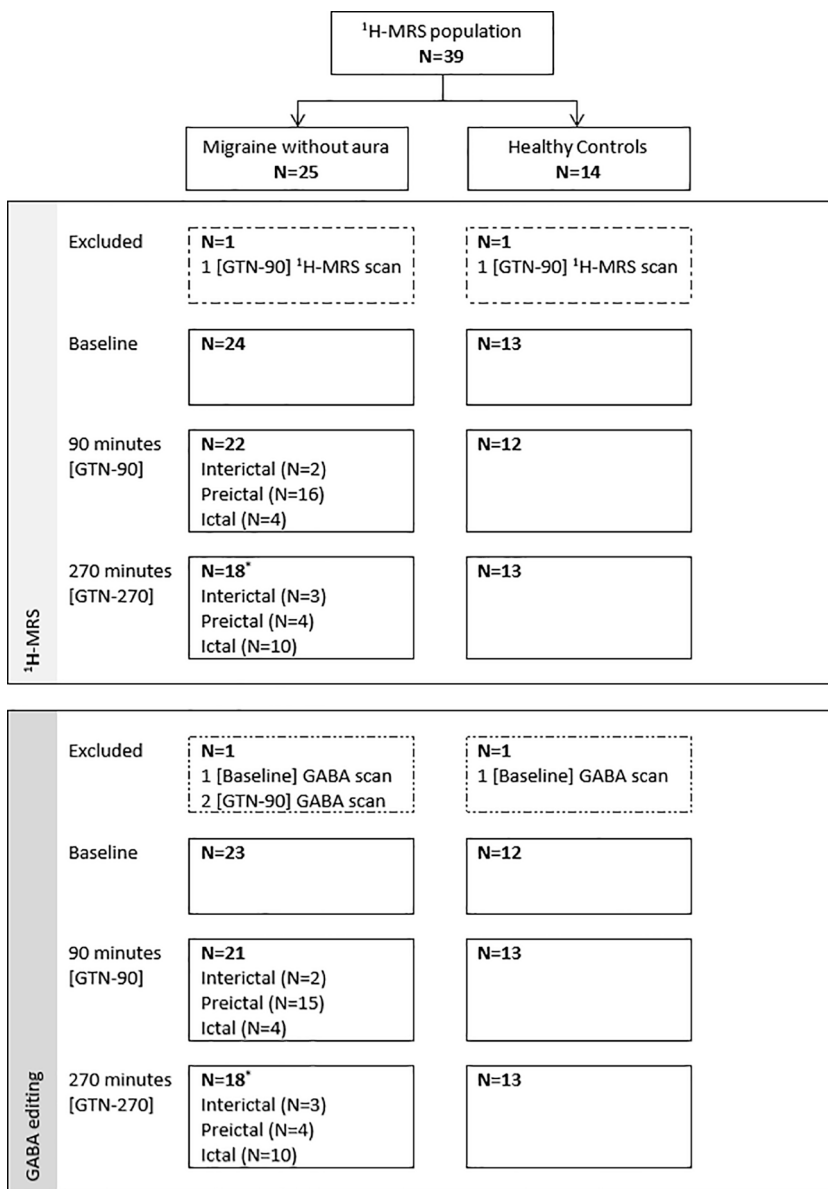 ¹H-MRS population
N=39
Migraine without aura
N=25
Healthy Controls
N=14
¹H-MRS
Excluded
N=1
1 [GTN-90] ¹H-MRS scan
N=1
1 [GTN-90] ¹H-MRS scan
Baseline
N=24
N=13
90 minutes
[GTN-90]
N=22
Interictal (N=2)
Preictal (N=16)
Ictal (N=4)
N=12
270 minutes
[GTN-270]
N=18*
Interictal (N=3)
Preictal (N=4)
Ictal (N=10)
N=13
GABA editing
Excluded
N=1
1 [Baseline] GABA scan
2 [GTN-90] GABA scan
N=1
1 [Baseline] GABA scan
Baseline
N=23
N=12
90 minutes
[GTN-90]
N=21
Interictal (N=2)
Preictal (N=15)
Ictal (N=4)
N=13
270 minutes
[GTN-270]
N=18*
Interictal (N=3)
Preictal (N=4)
Ictal (N=10)
N=13